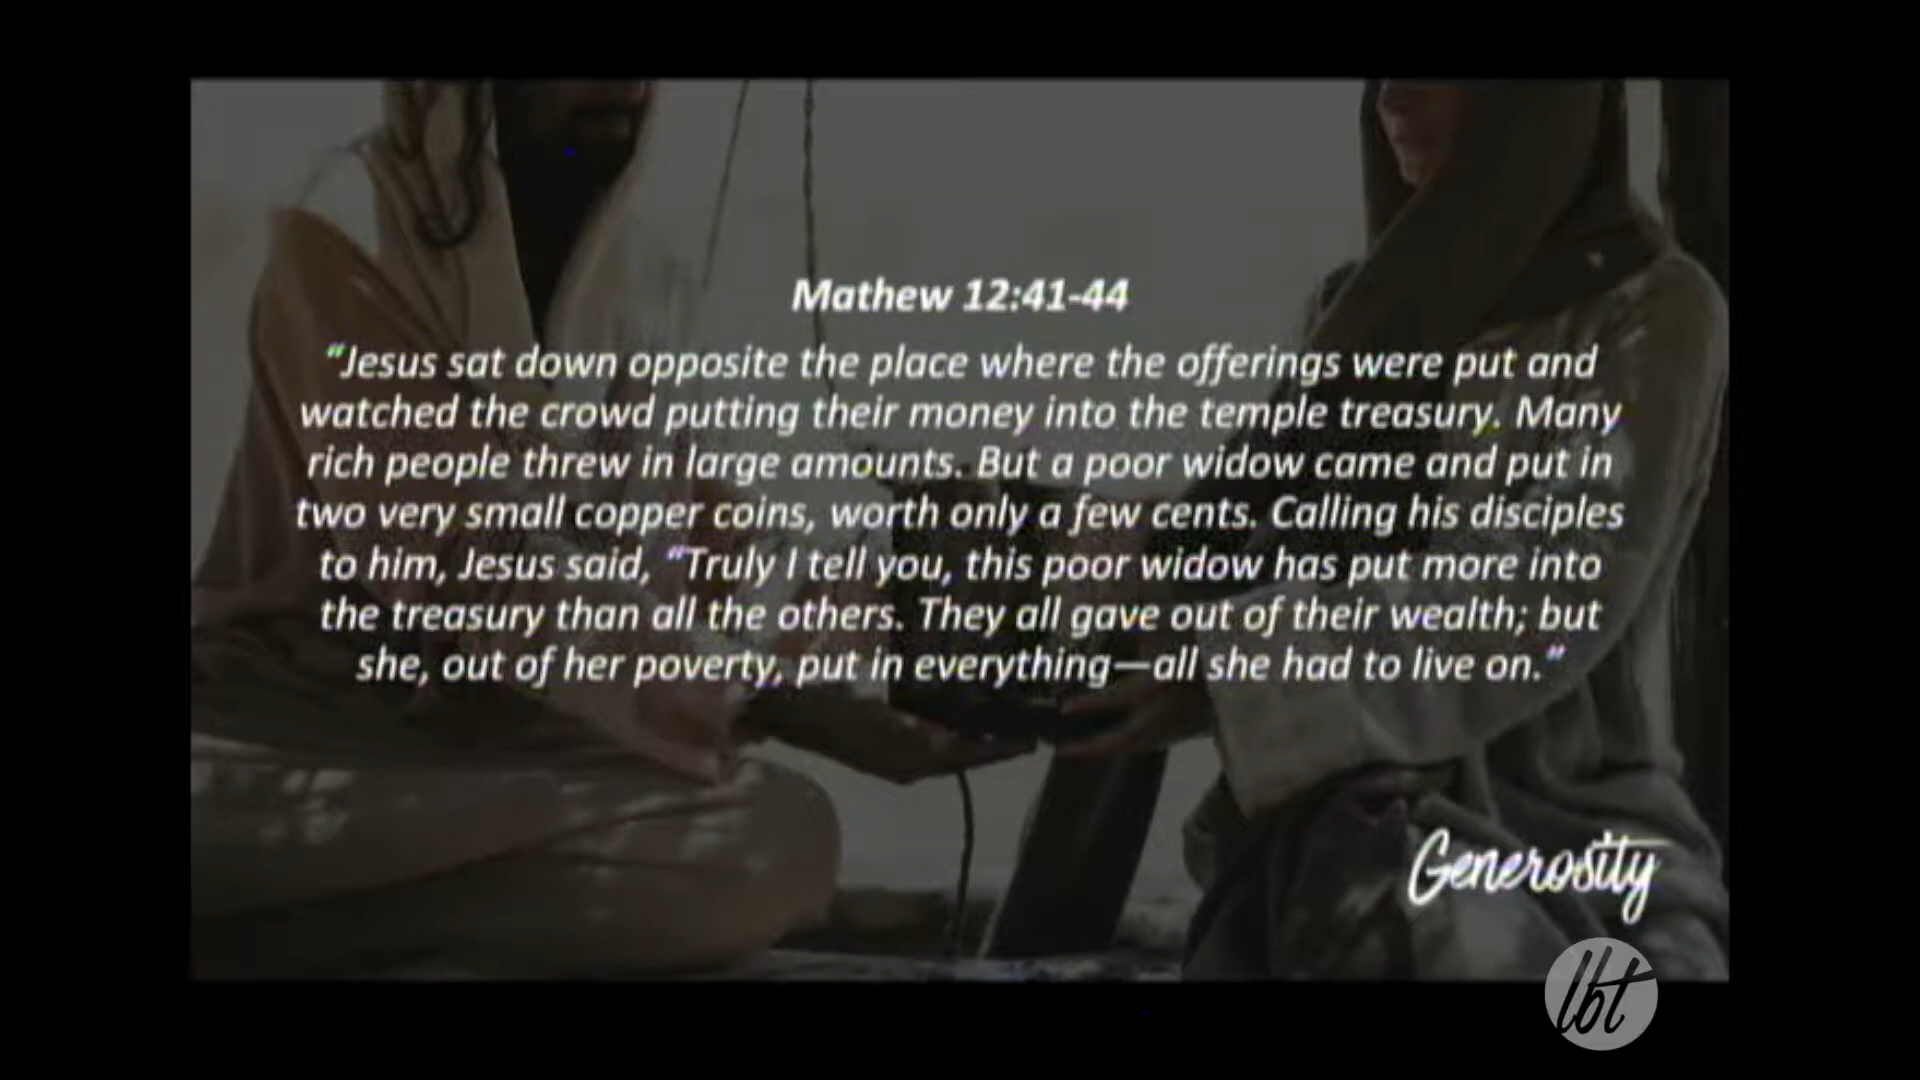 Mathew 12:41-44
“Jesus sat down opposite the place where the offerings were put and
watched the crowd putting their money into the temple treasury. Many
rich people threw in large amounts. But a poor widow came and put in
two very small copper coins, worth only a few cents. Calling his disciples
to him, Jesus said, “Truly I tell you, this poor widow has put more into
the treasury than all the others. They all gave out of their wealth; but
she, out of her poverty, put in everything—all she had to live on.”
Generosity
lbt